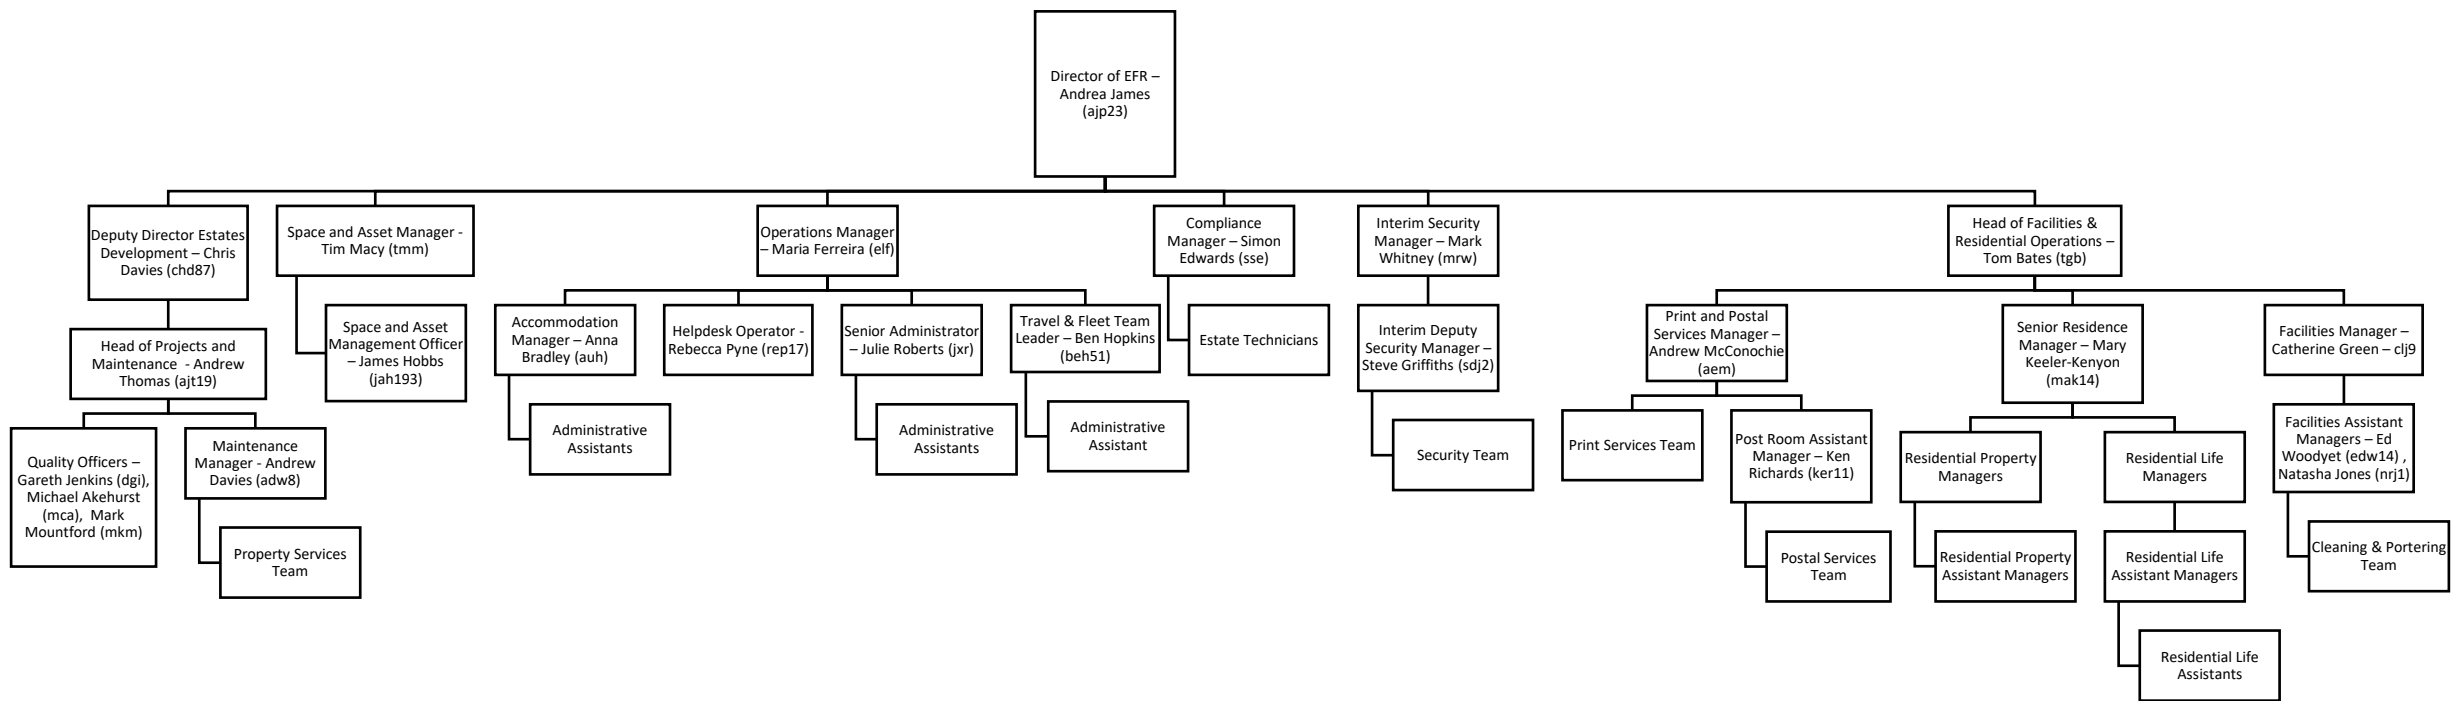 Director of EFR –
Andrea James
(ajp23)
Deputy Director Estates
Development – Chris
Davies (chd87)
Space and Asset Manager -
Tim Macy (tmm)
Operations Manager
– Maria Ferreira (elf)
Compliance
Manager – Simon
Edwards (sse)
Interim Security
Manager – Mark
Whitney (mrw)
Head of Facilities &
Residential Operations –
Tom Bates (tgb)
Head of Projects and
Maintenance - Andrew
Thomas (ajt19)
Space and Asset
Management Officer
– James Hobbs
(jah193)
Accommodation
Manager – Anna
Bradley (auh)
Helpdesk Operator -
Rebecca Pyne (rep17)
Senior Administrator
– Julie Roberts (jxr)
Travel & Fleet Team
Leader – Ben Hopkins
(beh51)
Estate Technicians
Interim Deputy
Security Manager –
Steve Griffiths (sdj2)
Print and Postal
Services Manager –
Andrew McConochie
(aem)
Senior Residence
Manager – Mary
Keeler-Kenyon
(mak14)
Facilities Manager –
Catherine Green – clj9
Quality Officers –
Gareth Jenkins (dgi),
Michael Akehurst
(mca), Mark
Mountford (mkm)
Maintenance
Manager - Andrew
Davies (adw8)
Administrative
Assistants
Administrative
Assistants
Administrative
Assistant
Security Team
Print Services Team
Post Room Assistant
Manager – Ken
Richards (ker11)
Residential Property
Managers
Residential Life
Managers
Facilities Assistant
Managers – Ed
Woodyet (edw14) ,
Natasha Jones (nrj1)
Property Services
Team
Postal Services
Team
Residential Property
Assistant Managers
Residential Life
Assistant Managers
Cleaning & Portering
Team
Residential Life
Assistants